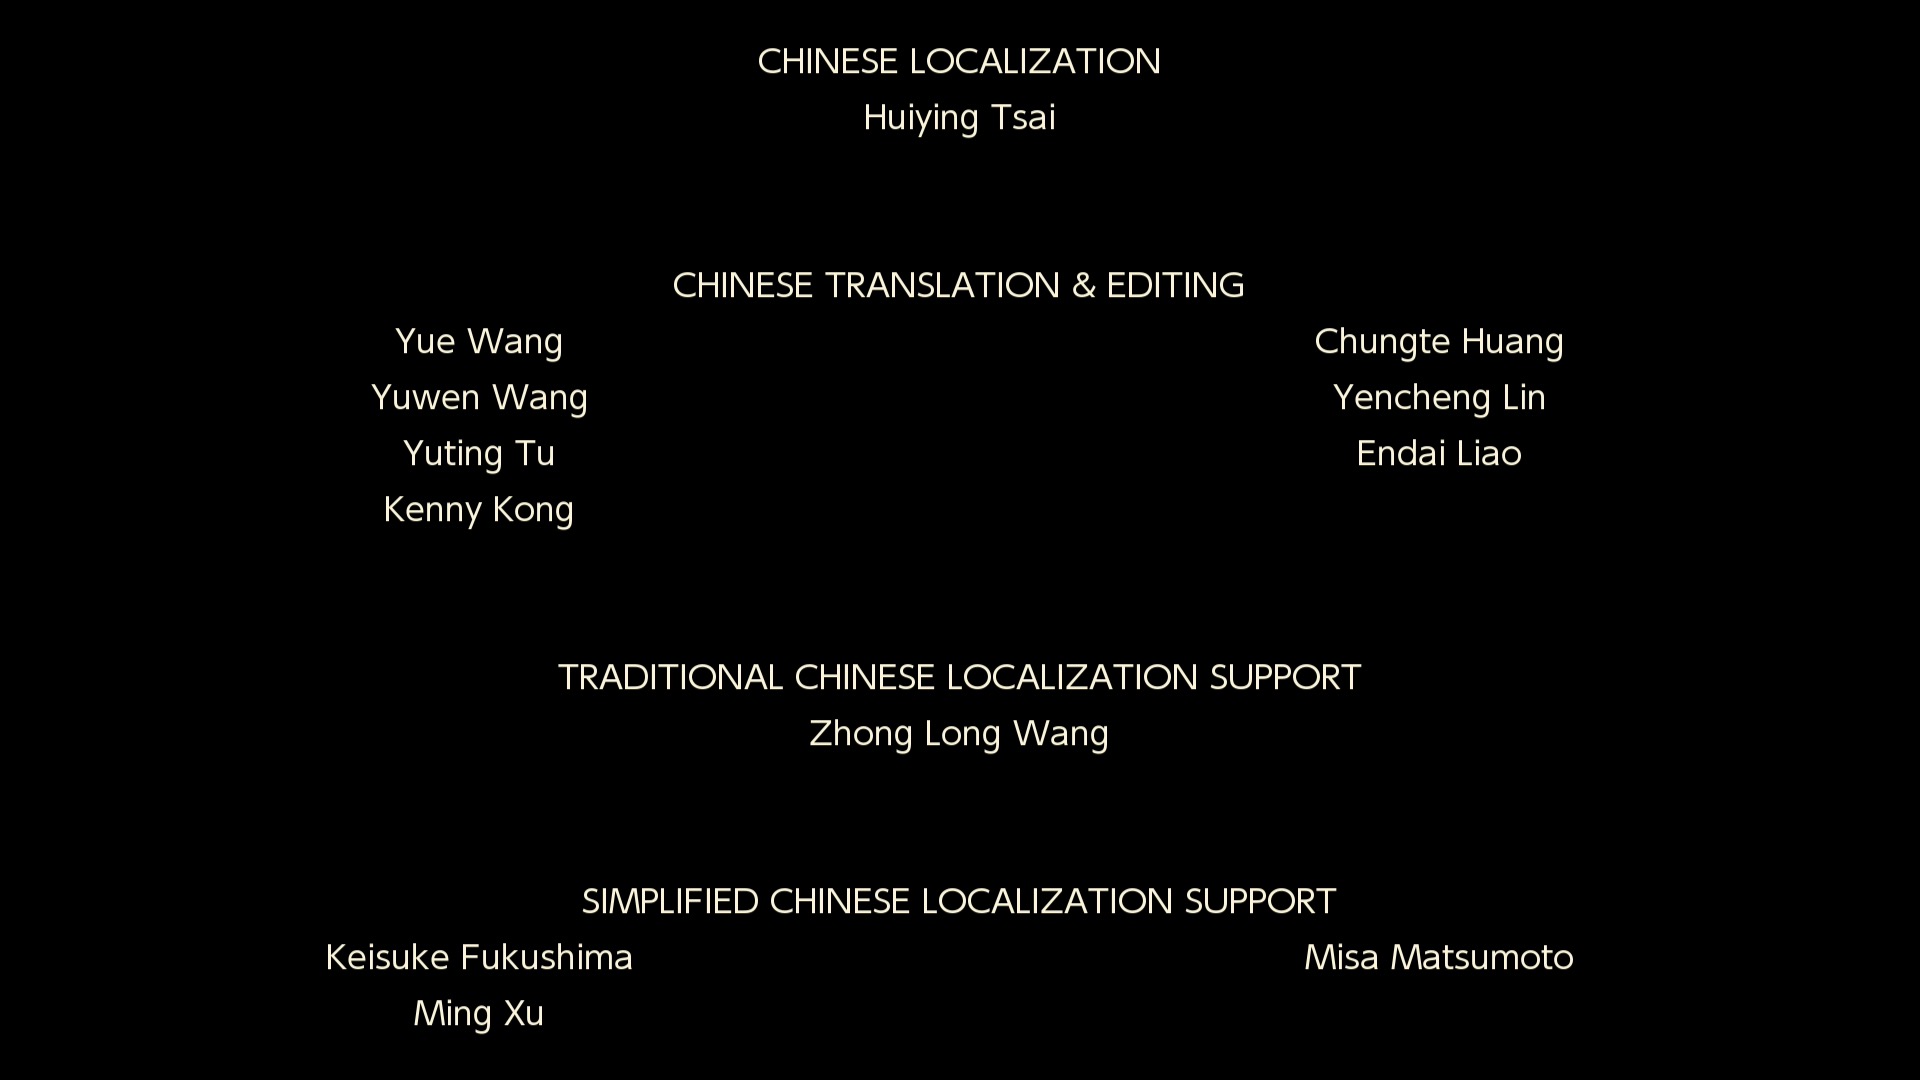 CHINESE LOCALIZATION
Huiying Tsai
CHINESE TRANSLATION & EDITING
Yue Wang Chungte Huang
Yuwen Wang Yencheng Lin
Yuting Tu Endai Liao
Kenny Kong
TRADITIONAL CHINESE LOCALIZATION SUPPORT
Zhong Long Wang
SIMPLIFIED CHINESE LOCALIZATION SUPPORT
Keisuke Fukushima Misa Matsumoto
Ming Xu